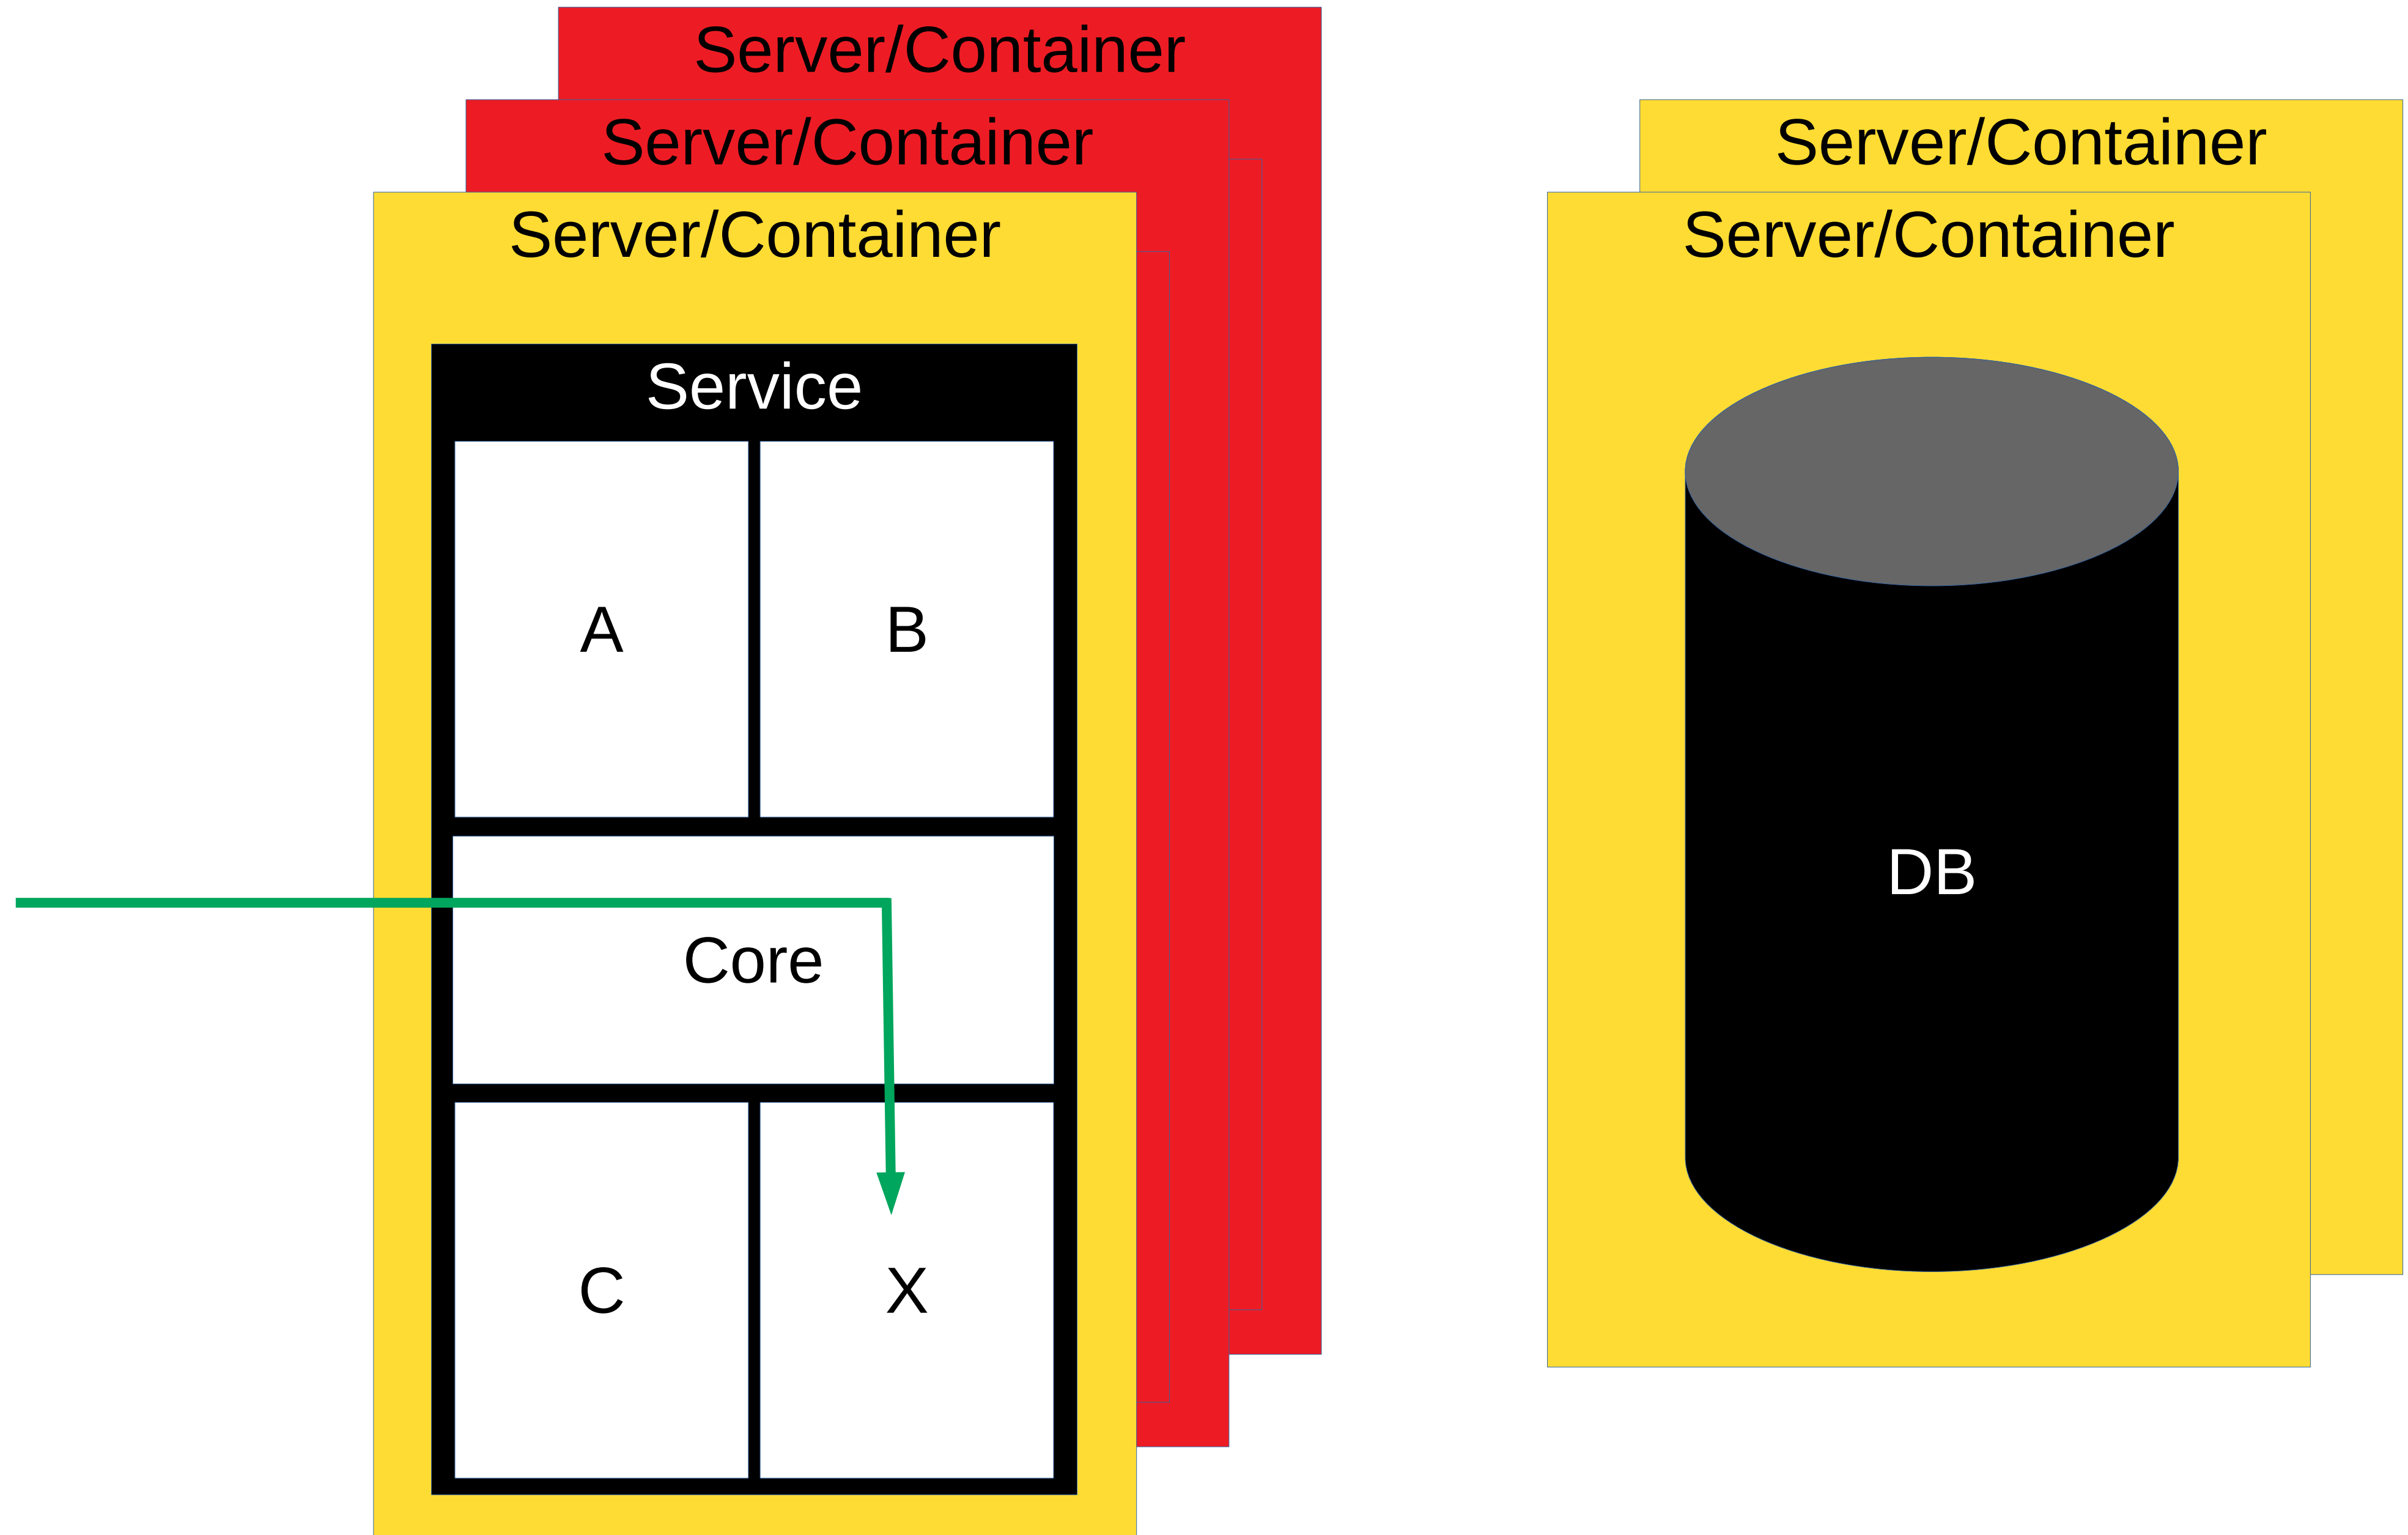 Server/Container
Server/Container
Server/Container
Service
A
B
Core
C
X
Server/Container
Server/Container
DB